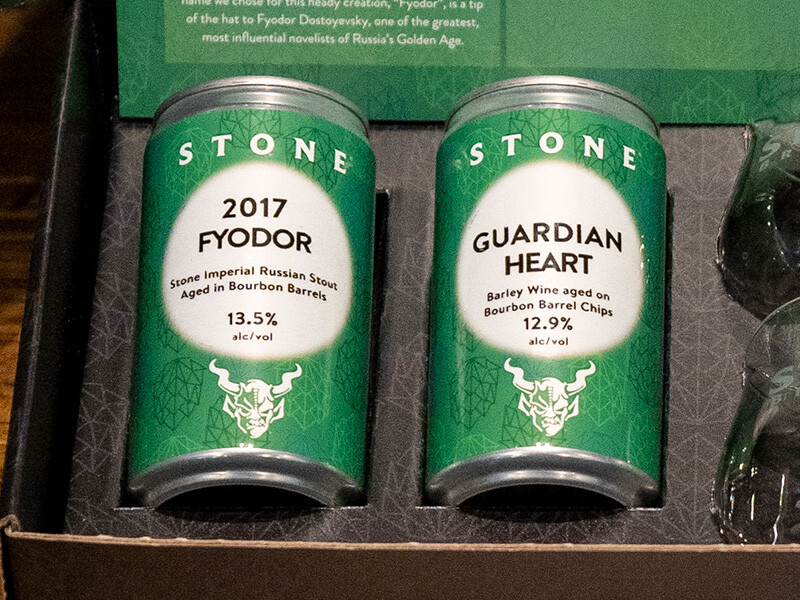 name we chose for this heady creation, "Fyodor", is a tip
of the hat to Fyodor Dostoyevsky, one of the greatest,
most influential novelists of Russia's Golden Age.
STONE
2017
FYODOR
Stone Imperial Russian Stout
Aged in Bourbon Barrels
13.5%
alc/vol
STONE
GUARDIAN
HEART
Barley Wine aged on
Bourbon Barrel Chips
12.9%
alc/vol